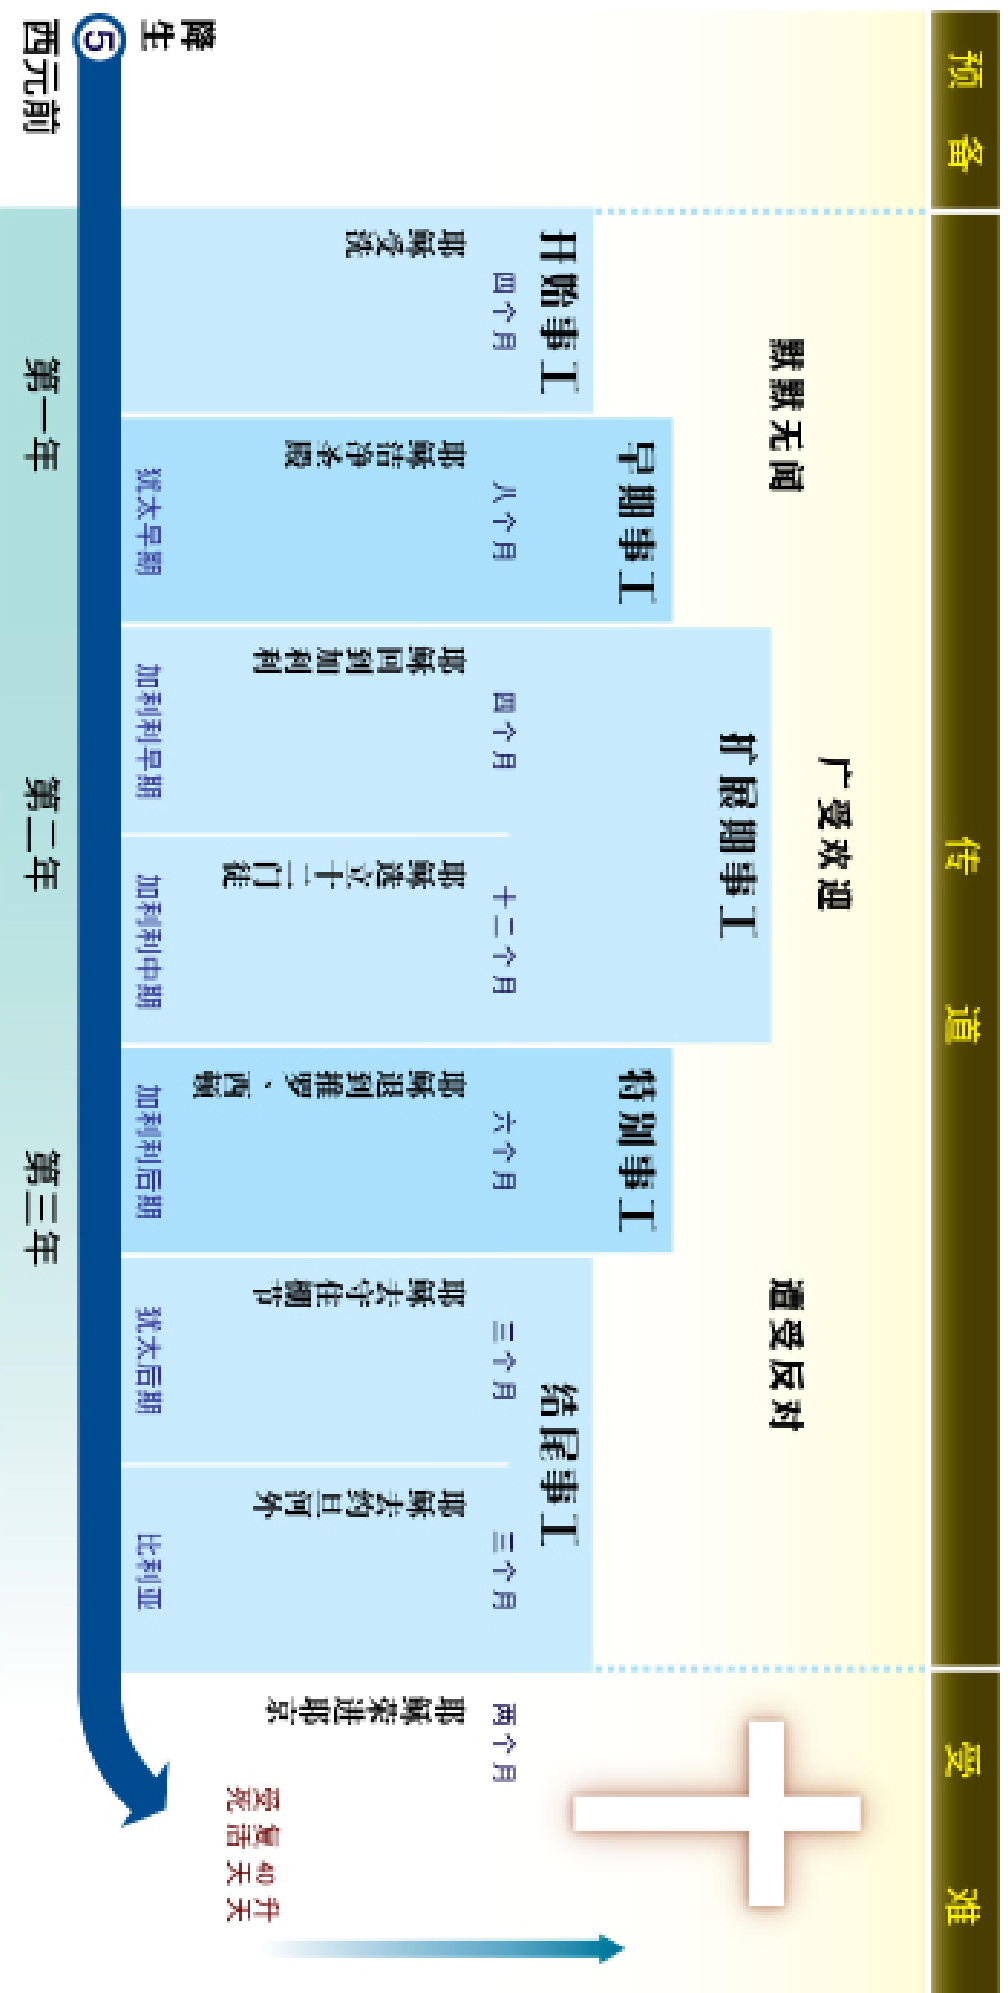 预备
传道
受难
默默无闻
广受欢迎
遭受反对
开始事工
早期事工
扩展期事工
特别事工
结尾事工
四个月
八个月
四个月
十二个月
六个月
三个月
三个月
两个月
耶稣受洗
耶稣洁净圣殿
耶稣回到加利利
耶稣选立十二门徒
耶稣退到推罗、西顿
耶稣去守住棚节
耶稣去约旦河外
耶稣荣进耶京
受死
复活
40天
升天
降生
犹太早期
加利利早期
加利利中期
加利利后期
犹太后期
比利亚
5
西元前
第一年
第二年
第三年